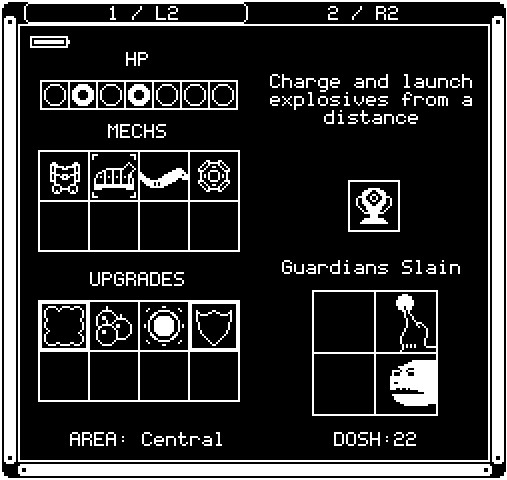 1 / L2
2 / R2
HP
MECHS
UPGRADES
AREA: Central
Charge and launch
explosives from a
distance
Guardians Slain
DOSH:22